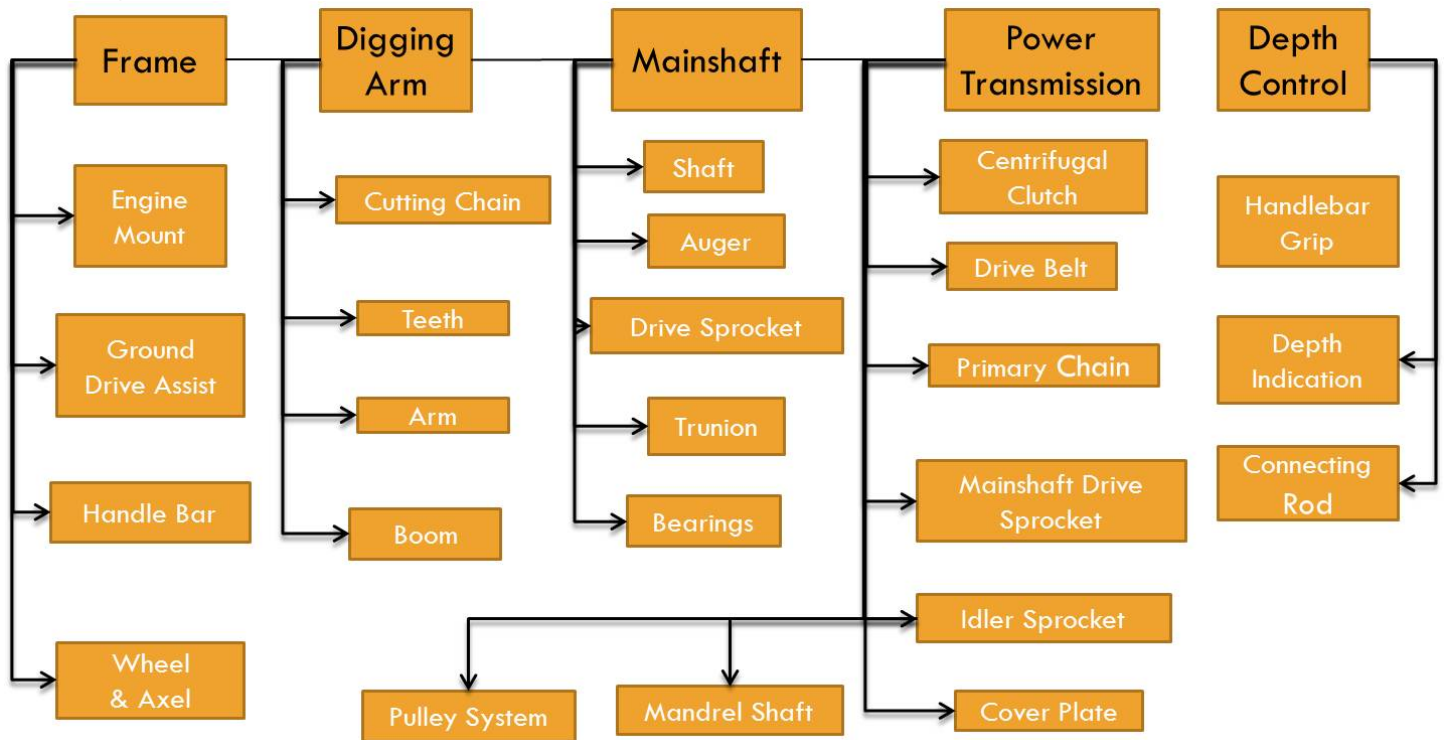 Frame
Digging
Arm
Mainshaft
Power
Transmission
Depth
Control
Engine
Mount
Ground
Drive Assist
Handle Bar
Wheel
& Axel
Cutting Chain
Teeth
Arm
Boom
Shaft
Auger
Drive Sprocket
Trunion
Bearings
Centrifugal
Clutch
Drive Belt
Primary Chain
Mainshaft Drive
Sprocket
Idler Sprocket
Pulley System
Mandrel Shaft
Cover Plate
Handlebar
Grip
Depth
Indication
Connecting
Rod